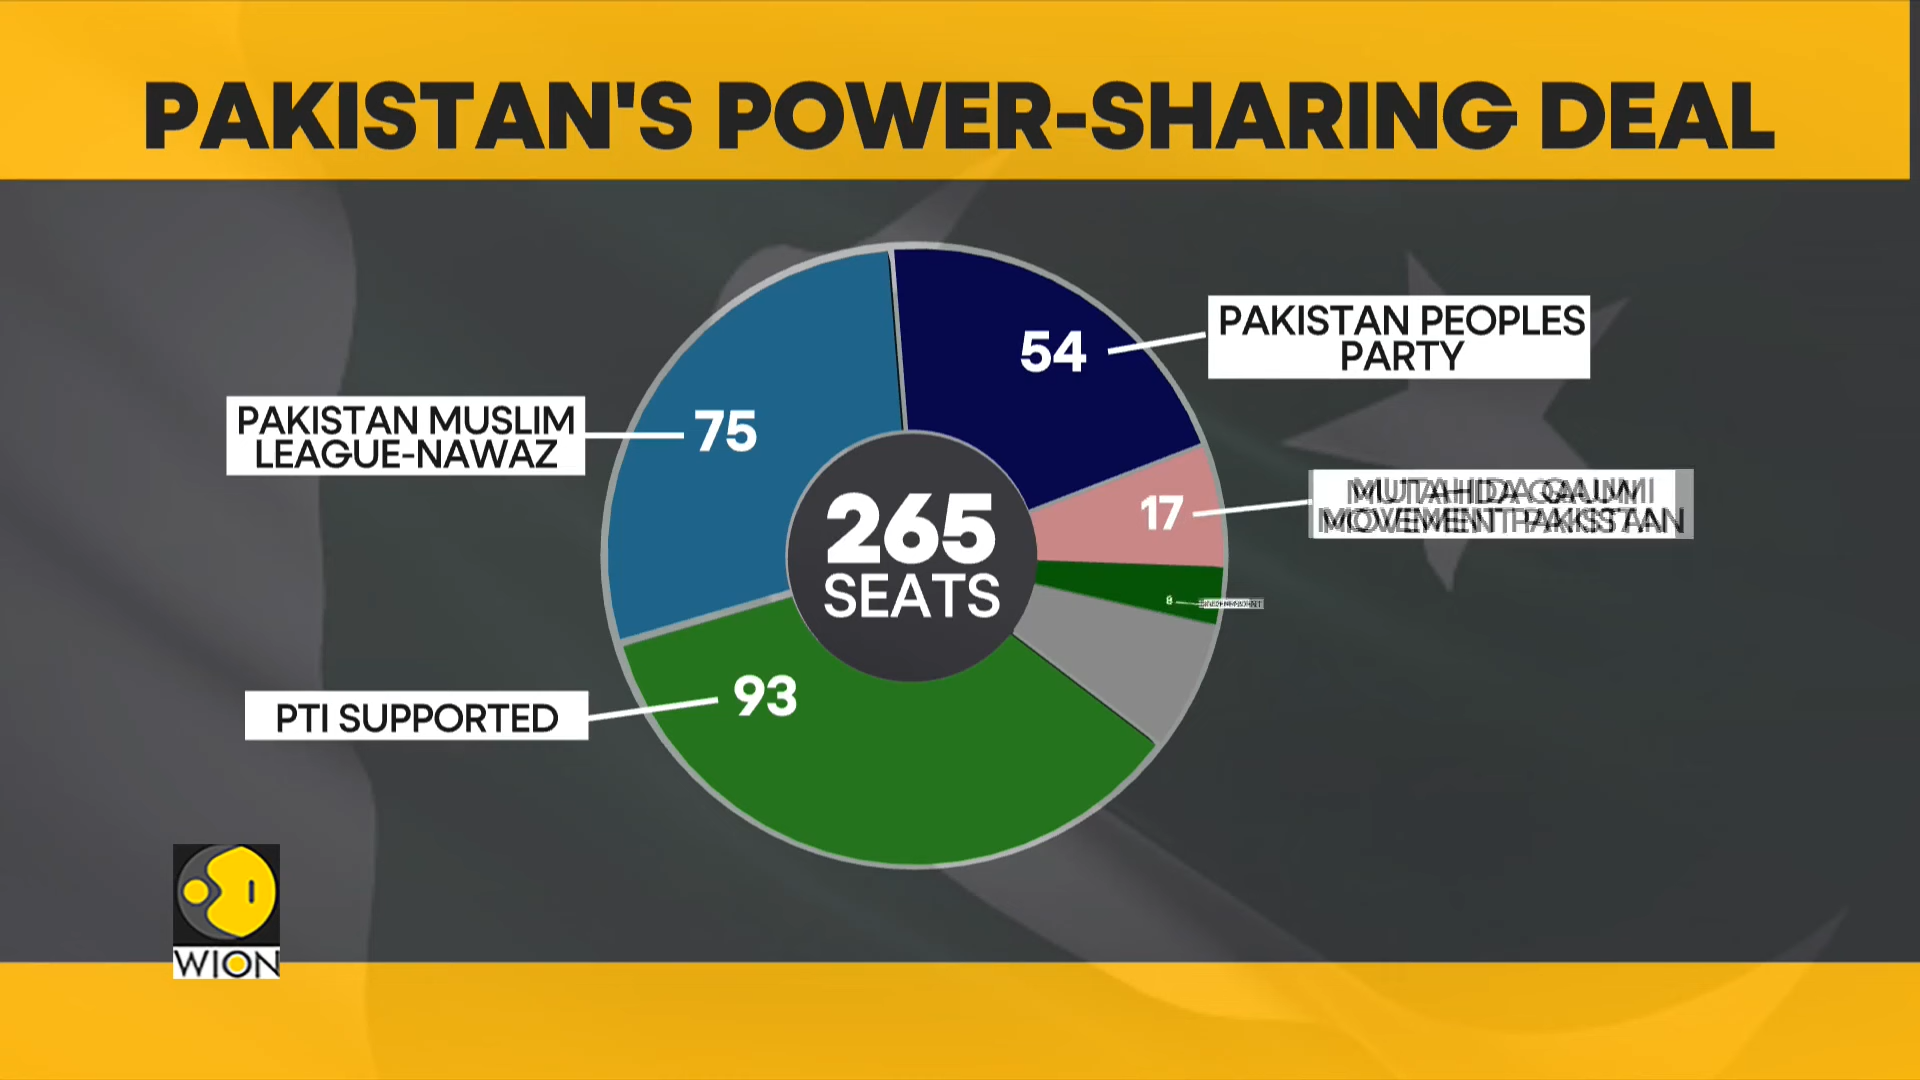 PAKISTAN'S POWER-SHARING DEAL
PAKISTAN PEOPLES
PARTY
54
PAKISTAN MUSLIM
LEAGUE-NAWAZ
75
MUTAHIDA QAUMI
MOVEMENT PAKISTAN
17
265
SEATS
8
PTI SUPPORTED
93
WION